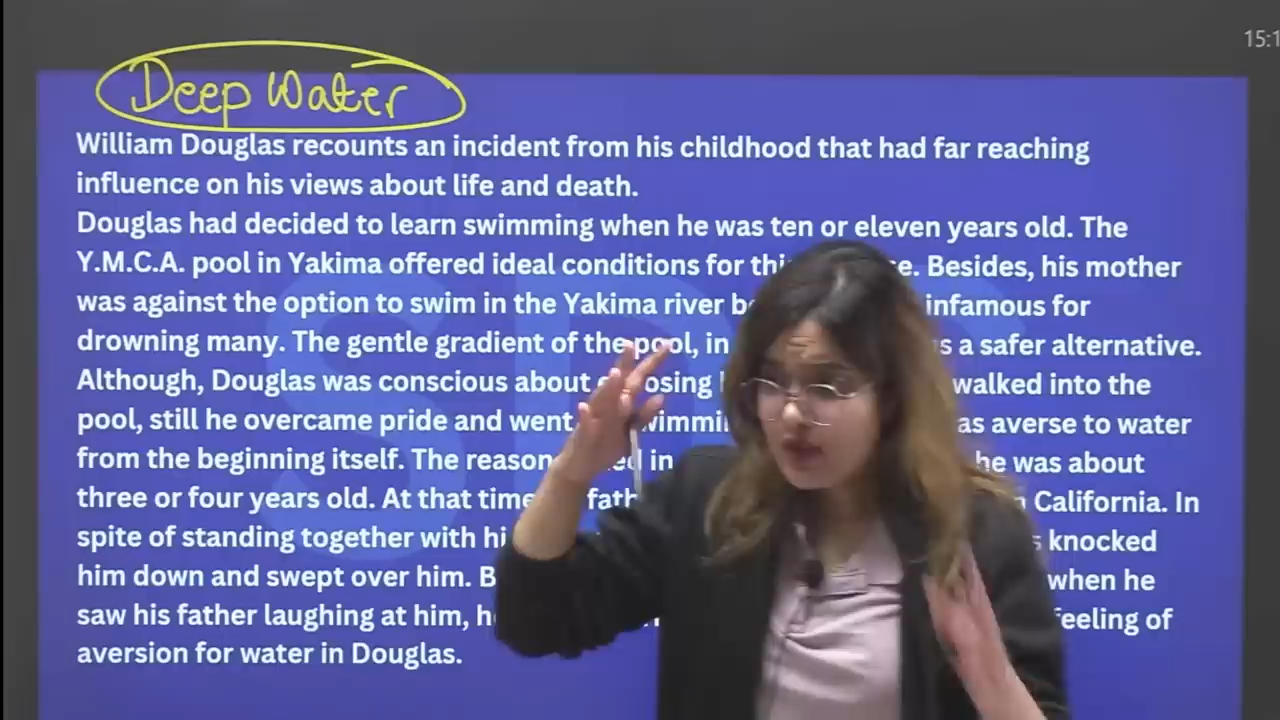 15:1
Deep Water
William Douglas recounts an incident from his childhood that had far reaching
influence on his views about life and death.
Douglas had decided to learn swimming when he was ten or eleven years old. The
Y.M.C.A. pool in Yakima offered ideal conditions for Besides, his mother
was against the option to swim in the Yakima river infamous for
drowning many. The gentle gradient of the pool, in a safer alternative.
Although, Douglas was conscious about walked into the
pool, still he overcame pride and went averse to water
from the beginning itself. The reason in he was about
three or four years old. At that time California. In
spite of standing together with knocked
him down and swept over him. when he
saw his father laughing at him, feeling of
aversion for water in Douglas.